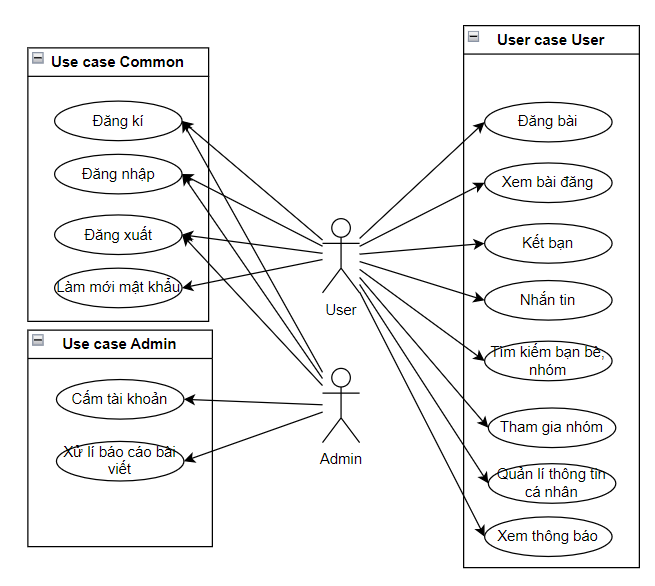 Use case Common
Đăng kí
Đăng nhập
Đăng xuất
Làm mới mật khẩu
Use case Admin
Cấm tài khoản
Xử lí báo cáo bài
viết
User
Admin
User case User
Đăng bài
Xem bài đăng
Kết bạn
Nhắn tin
Tìm kiếm bạn bè,
nhóm
Tham gia nhóm
Quản lí thông tin
cá nhân
Xem thông báo